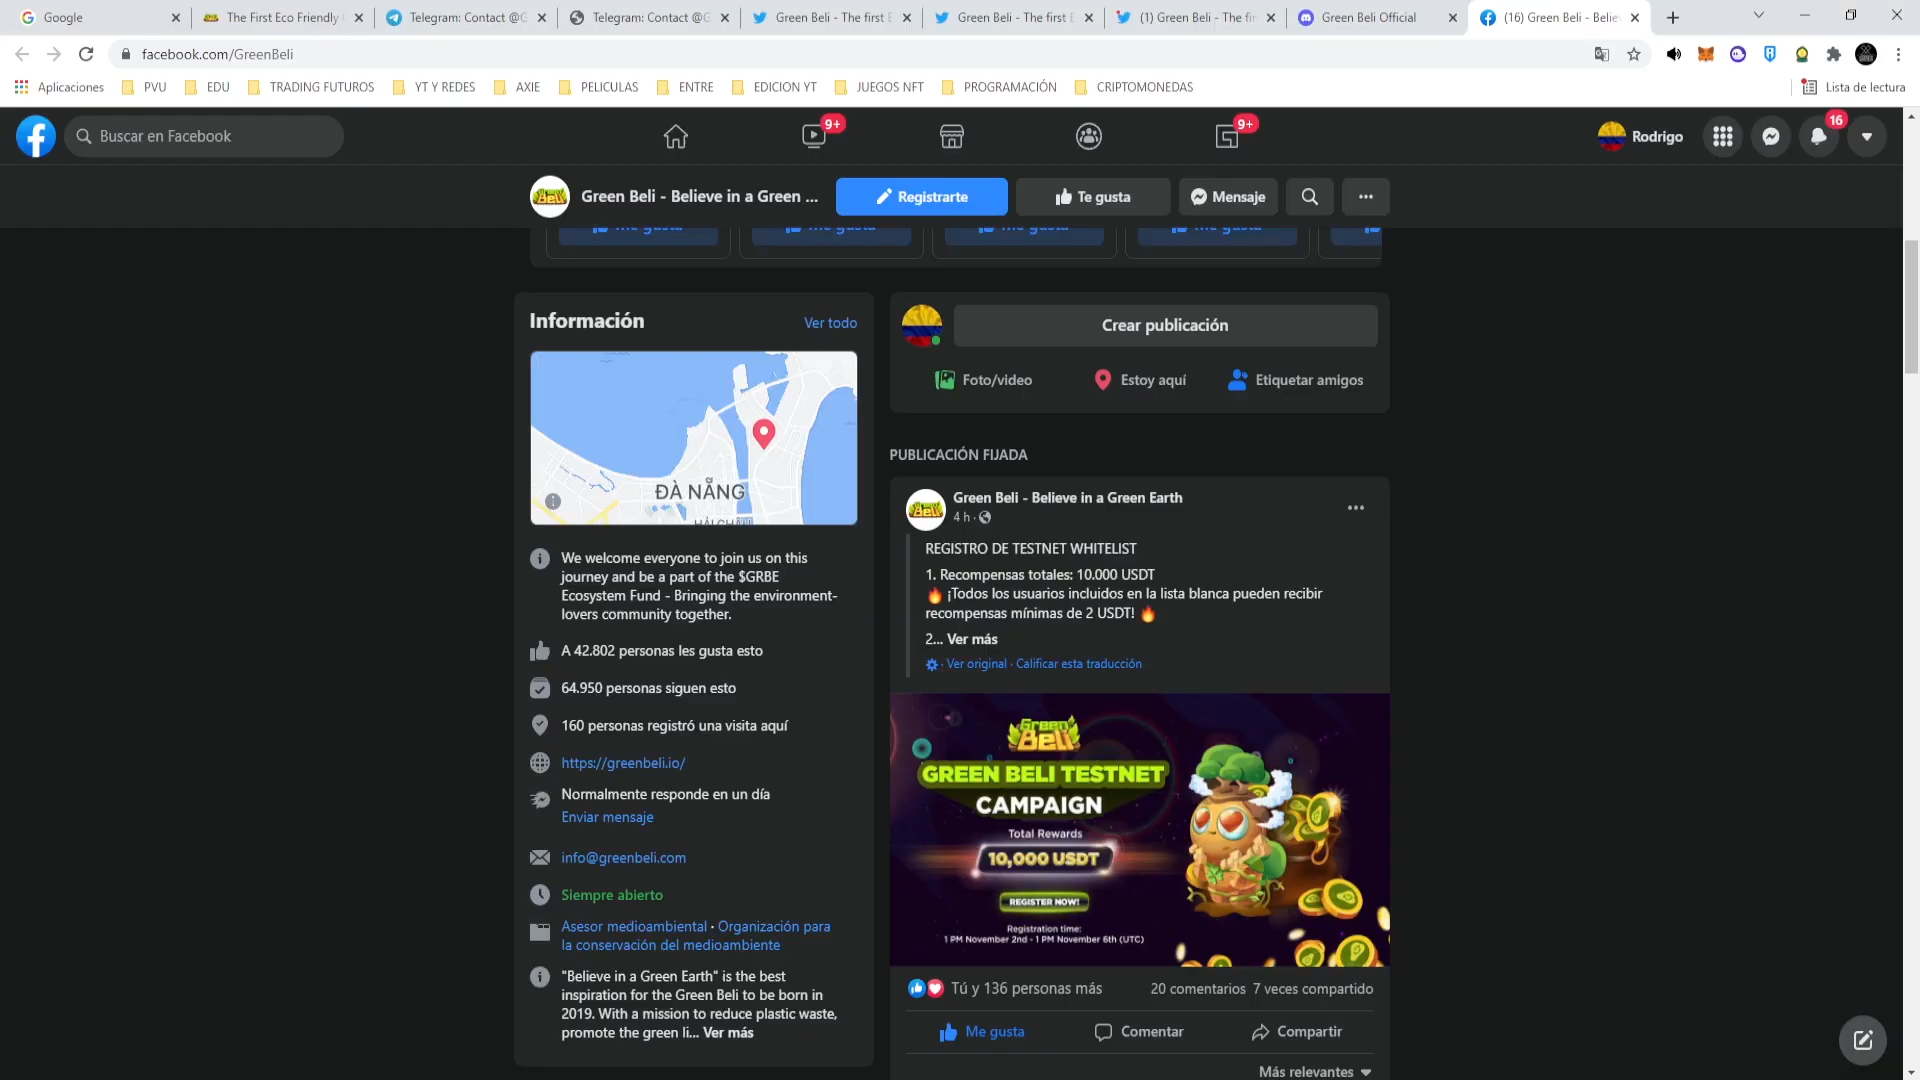 Google
The First Eco Friendly
Telegram: Contact @G
Telegram: Contact @G
Green Beli - The first E
Green Beli - The first E
(1) Green Beli - The fir
Green Beli Official
(16) Green Beli - Belie
facebook.com/GreenBeli
Aplicaciones
PVU
EDU
TRADING FUTUROS
YT Y REDES
AXIE
PELICULAS
ENTRE
EDICION YT
JUEGOS NFT
PROGRAMACIÓN
CRIPTOMONEDAS
Lista de lectura
Buscar en Facebook
9+
9+
Rodrigo
16
Green Beli - Believe in a Green ...
Registrarte
Te gusta
Mensaje
Me gusta
Me gusta
Me gusta
Me gusta
Información
Ver todo
ĐÀ NẴNG
HẢI CHÂU
We welcome everyone to join us on this
journey and be a part of the $GRBE
Ecosystem Fund - Bringing the environment-
lovers community together.
A 42.802 personas les gusta esto
64.950 personas siguen esto
160 personas registró una visita aquí
https://greenbeli.io/
Normalmente responde en un día
Enviar mensaje
info@greenbeli.com
Siempre abierto
Asesor medioambiental · Organización para
la conservación del medioambiente
"Believe in a Green Earth" is the best
inspiration for the Green Beli to be born in
2019. With a mission to reduce plastic waste,
promote the green li... Ver más
Crear publicación
Foto/video
Estoy aquí
Etiquetar amigos
PUBLICACIÓN FIJADA
Green Beli - Believe in a Green Earth
4 h ·
REGISTRO DE TESTNET WHITELIST
1. Recompensas totales: 10.000 USDT
🔥 ¡Todos los usuarios incluidos en la lista blanca pueden recibir
recompensas mínimas de 2 USDT! 🔥
2... Ver más
· Ver original · Calificar esta traducción
Green
Beli
GREEN BELI TESTNET
CAMPAIGN
Total Rewards
10,000 USDT
REGISTER NOW!
Registration time:
1 PM November 2nd - 1 PM November 6th (UTC)
Tú y 136 personas más
20 comentarios
7 veces compartido
Me gusta
Comentar
Compartir
Más relevantes